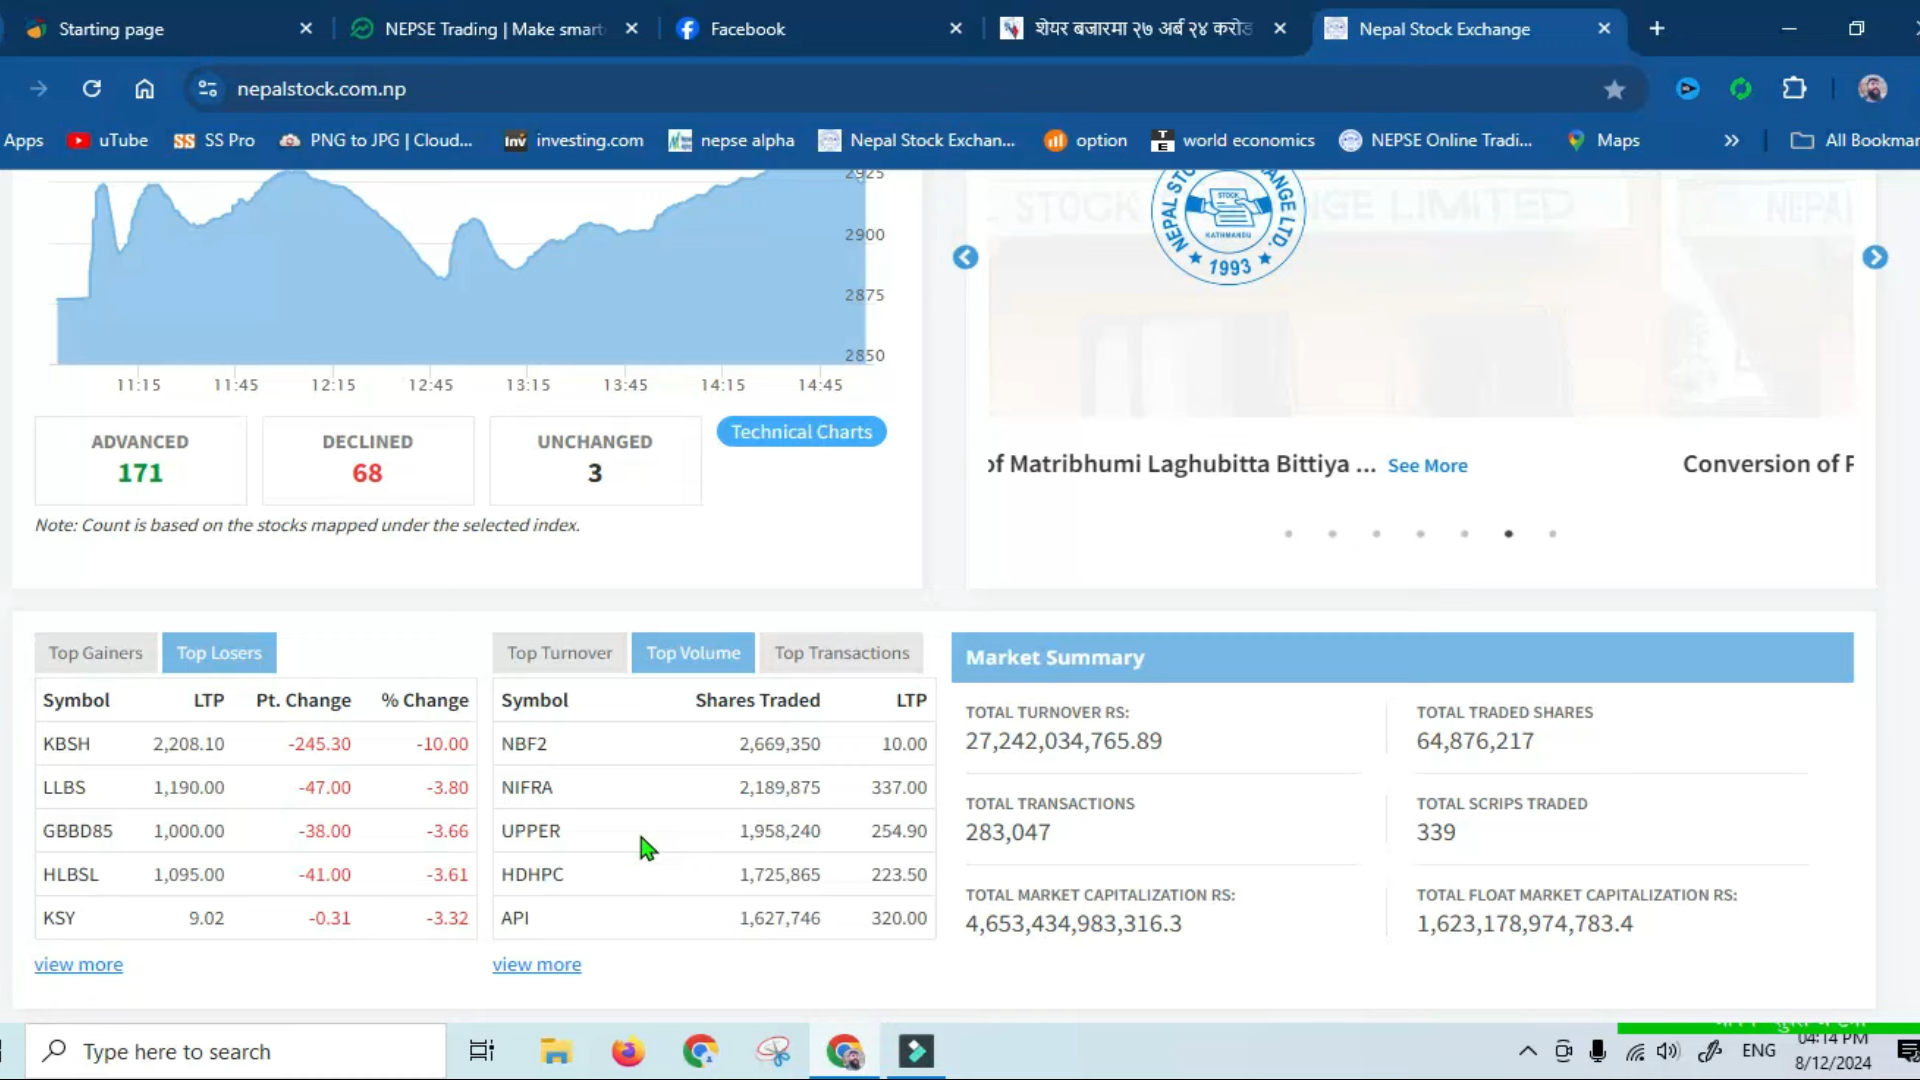 Starting page
NEPSE Trading | Make smart
Facebook
शेयर बजारमा २७ अर्ब २४ करोड
Nepal Stock Exchange
nepalstock.com.np
Apps
uTube
SS SS Pro
PNG to JPG | Cloud...
Inv investing.com
nepse alpha
Nepal Stock Exchan...
option
TE world economics
NEPSE Online Tradi...
Maps
All Bookmar
2925
2900
2875
2850
11:15 11:45 12:15 12:45 13:15 13:45 14:15 14:45
STOCK
KATHMANDU
1993
ADVANCED
171
DECLINED
68
UNCHANGED
3
Technical Charts
Note: Count is based on the stocks mapped under the selected index.
of Matribhumi Laghubitta Bittiya ... See More
Conversion of F
Top Gainers Top Losers
Symbol LTP Pt. Change % Change
KBSH 2,208.10 -245.30 -10.00
LLBS 1,190.00 -47.00 -3.80
GBBD85 1,000.00 -38.00 -3.66
HLBSL 1,095.00 -41.00 -3.61
KSY 9.02 -0.31 -3.32
view more
Top Turnover Top Volume Top Transactions
Symbol Shares Traded LTP
NBF2 2,669,350 10.00
NIFRA 2,189,875 337.00
UPPER 1,958,240 254.90
HDHPC 1,725,865 223.50
API 1,627,746 320.00
view more
Market Summary
TOTAL TURNOVER RS:
27,242,034,765.89
TOTAL TRADED SHARES
64,876,217
TOTAL TRANSACTIONS
283,047
TOTAL SCRIPS TRADED
339
TOTAL MARKET CAPITALIZATION RS:
4,653,434,983,316.3
TOTAL FLOAT MARKET CAPITALIZATION RS:
1,623,178,974,783.4
Type here to search
ENG
04:14 PM
8/12/2024